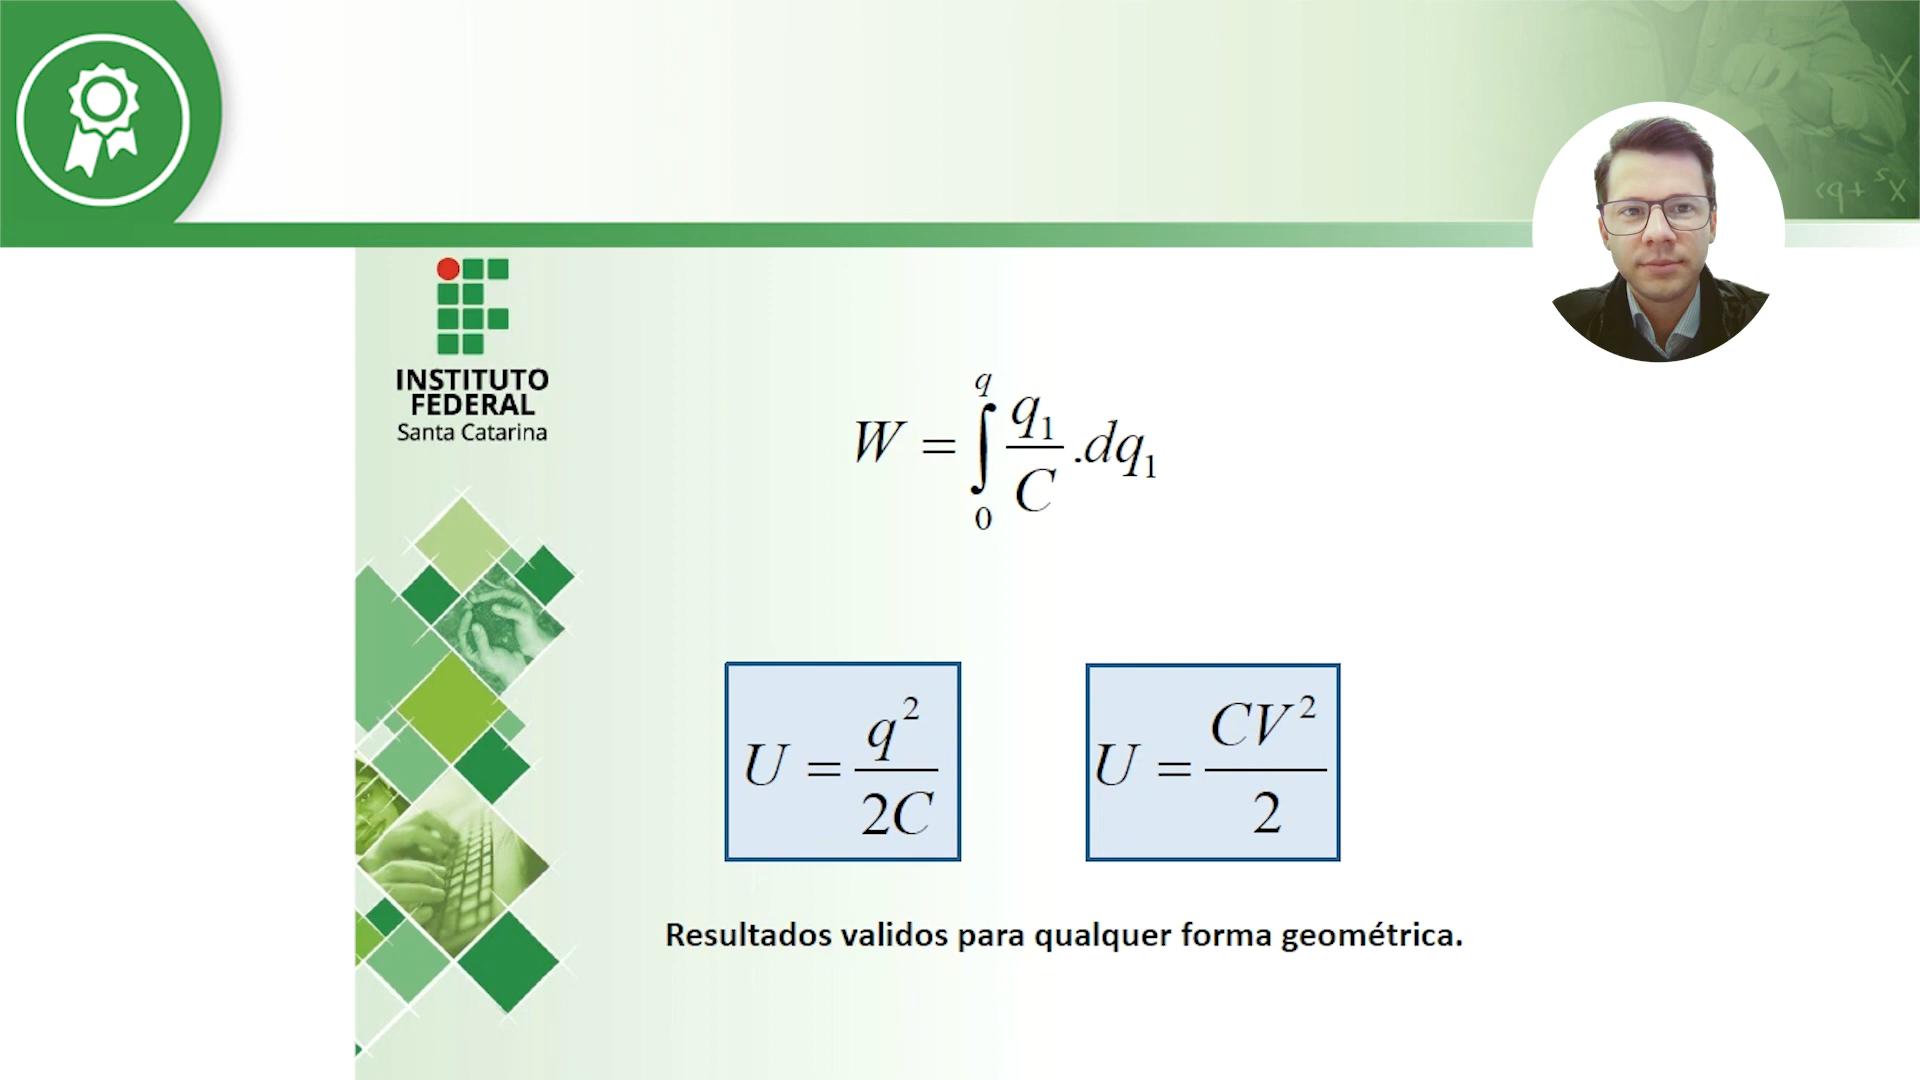 INSTITUTO
FEDERAL
Santa Catarina
W = ∫₀^q q₁/C .dq₁
U = q²/2C
U = CV²/2
Resultados validos para qualquer forma geométrica.